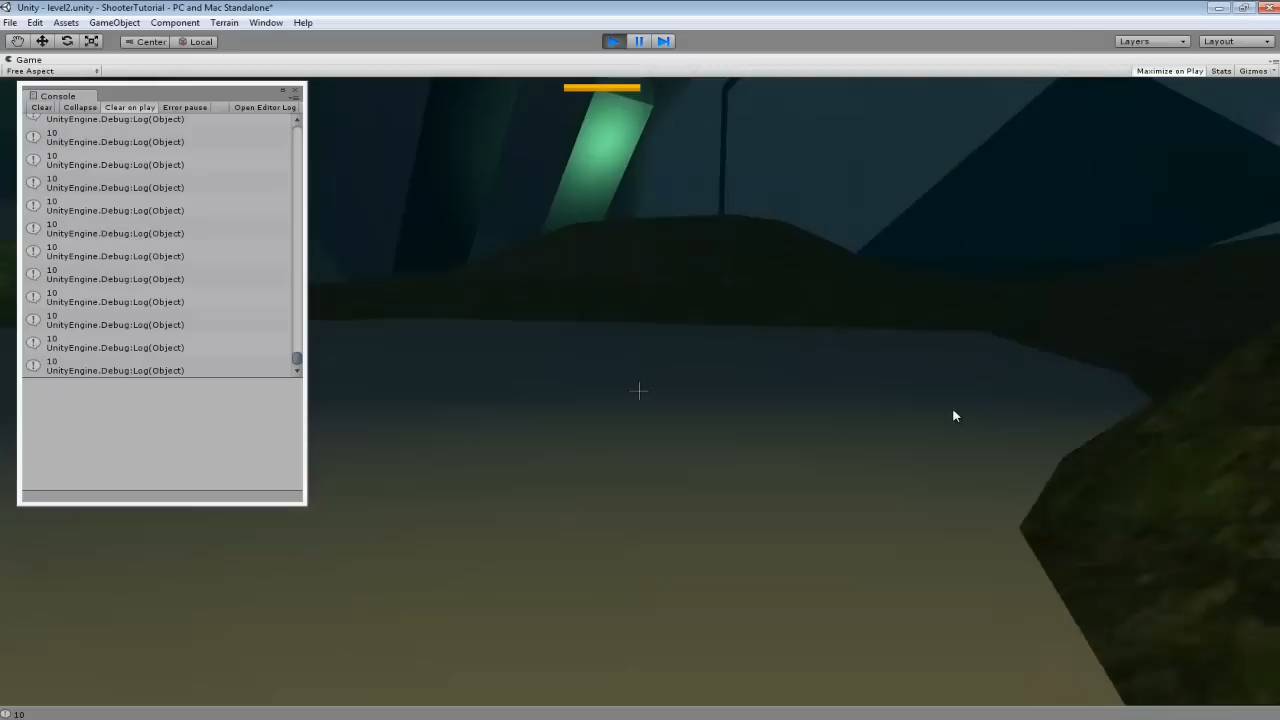 Unity - level2.unity - ShooterTutorial - PC and Mac Standalone*
File Edit Assets GameObject Component Terrain Window Help
Center Local Layers Layout
Game
Free Aspect Maximize on Play Stats Gizmos
Console
Clear Collapse Clear on play Error pause Open Editor Log
UnityEngine.Debug:Log(Object)
10
UnityEngine.Debug:Log(Object)
10
UnityEngine.Debug:Log(Object)
10
UnityEngine.Debug:Log(Object)
10
UnityEngine.Debug:Log(Object)
10
UnityEngine.Debug:Log(Object)
10
UnityEngine.Debug:Log(Object)
10
UnityEngine.Debug:Log(Object)
10
UnityEngine.Debug:Log(Object)
10
UnityEngine.Debug:Log(Object)
10
UnityEngine.Debug:Log(Object)
10
UnityEngine.Debug:Log(Object)
10